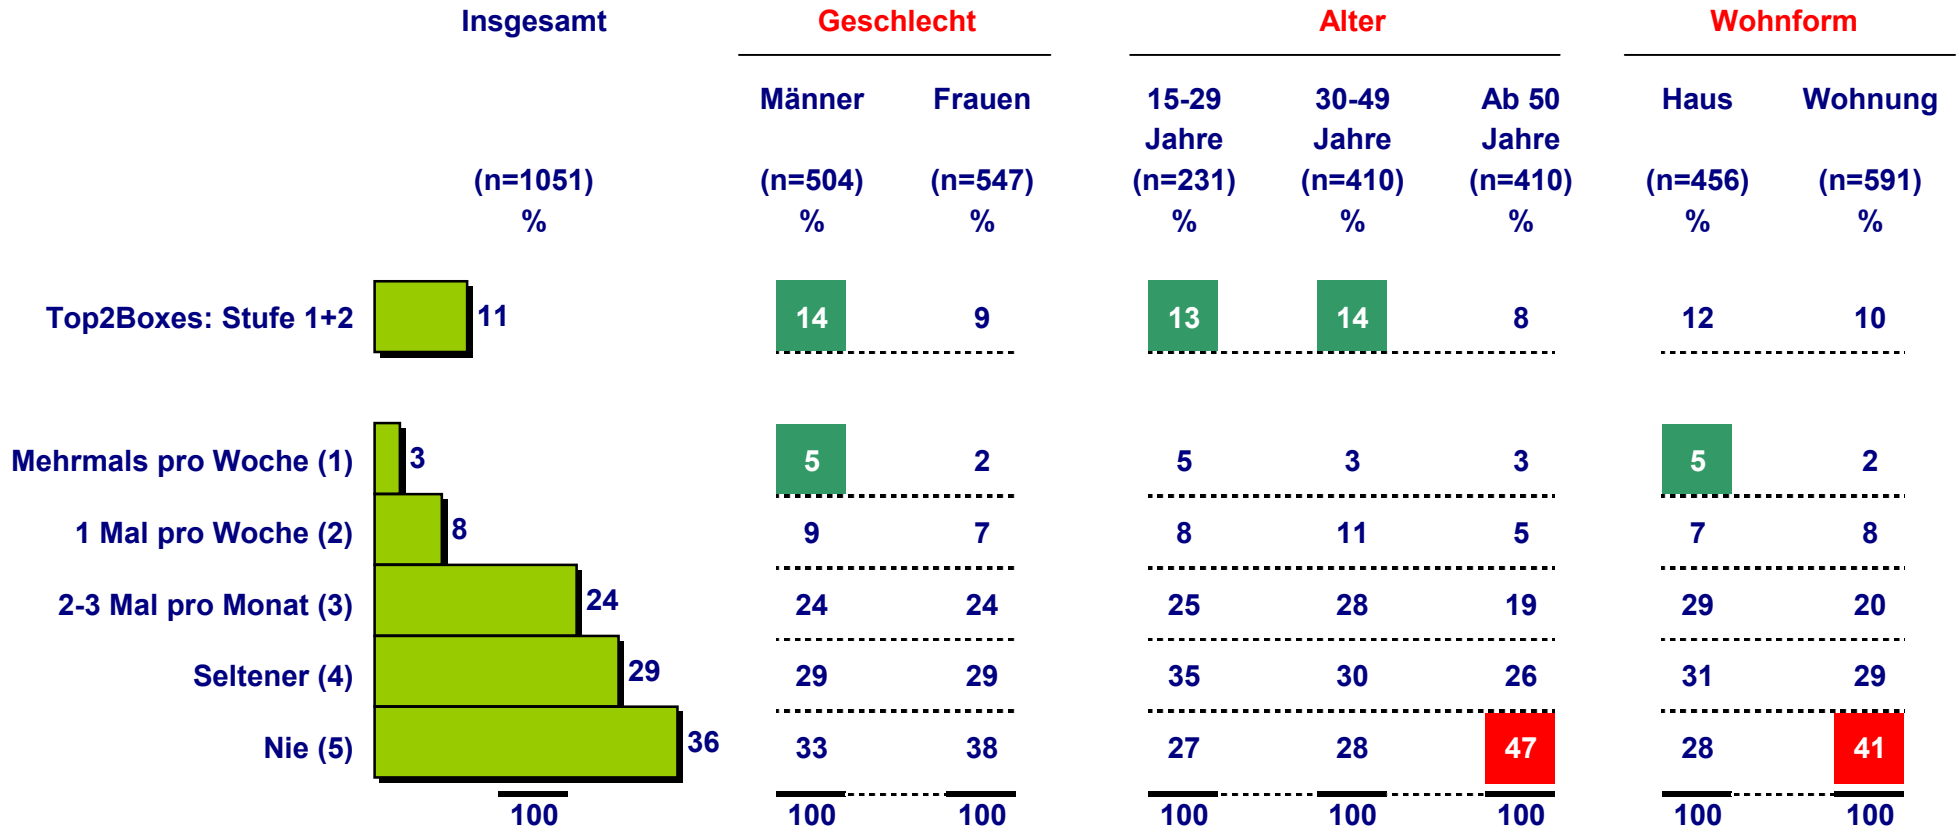 Insgesamt Geschlecht Alter Wohnform
Männer Frauen 15-29 30-49 Ab 50 Haus Wohnung
Jahre Jahre Jahre
(n=1051) (n=504) (n=547) (n=231) (n=410) (n=410) (n=456) (n=591)
% % % % % % % %
Top2Boxes: Stufe 1+2 11 14 9 13 14 8 12 10
Mehrmals pro Woche (1) 3 5 2 5 3 3 5 2
1 Mal pro Woche (2) 8 9 7 8 11 5 7 8
2-3 Mal pro Monat (3) 24 24 24 25 28 19 29 20
Seltener (4) 29 29 29 35 30 26 31 29
Nie (5) 36 33 38 27 28 47 28 41
100 100 100 100 100 100 100 100